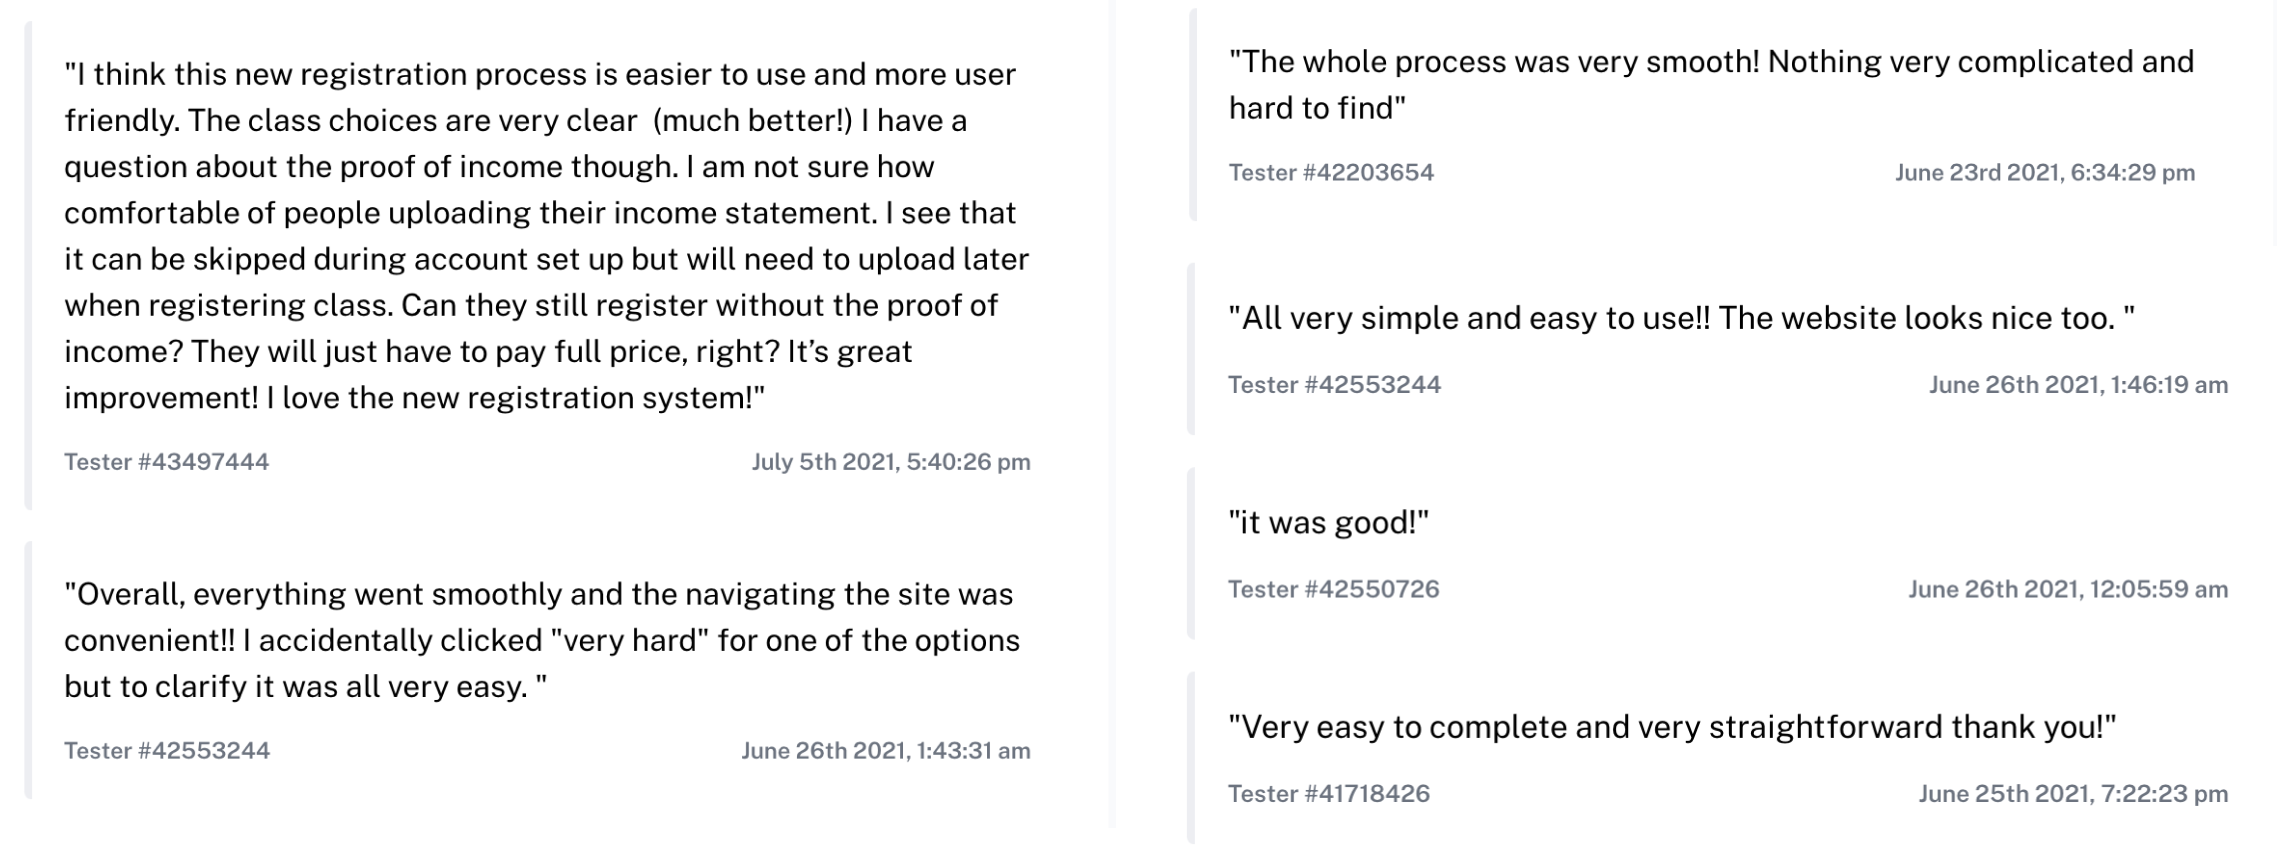 "I think this new registration process is easier to use and more user
friendly. The class choices are very clear  (much better!) I have a
question about the proof of income though. I am not sure how
comfortable of people uploading their income statement. I see that
it can be skipped during account set up but will need to upload later
when registering class. Can they still register without the proof of
income? They will just have to pay full price, right? It’s great
improvement! I love the new registration system!"
Tester #43497444 July 5th 2021, 5:40:26 pm
"Overall, everything went smoothly and the navigating the site was
convenient!! I accidentally clicked "very hard" for one of the options
but to clarify it was all very easy. "
Tester #42553244 June 26th 2021, 1:43:31 am
"The whole process was very smooth! Nothing very complicated and
hard to find"
Tester #42203654 June 23rd 2021, 6:34:29 pm
"All very simple and easy to use!! The website looks nice too. "
Tester #42553244 June 26th 2021, 1:46:19 am
"it was good!"
Tester #42550726 June 26th 2021, 12:05:59 am
"Very easy to complete and very straightforward thank you!"
Tester #41718426 June 25th 2021, 7:22:23 pm